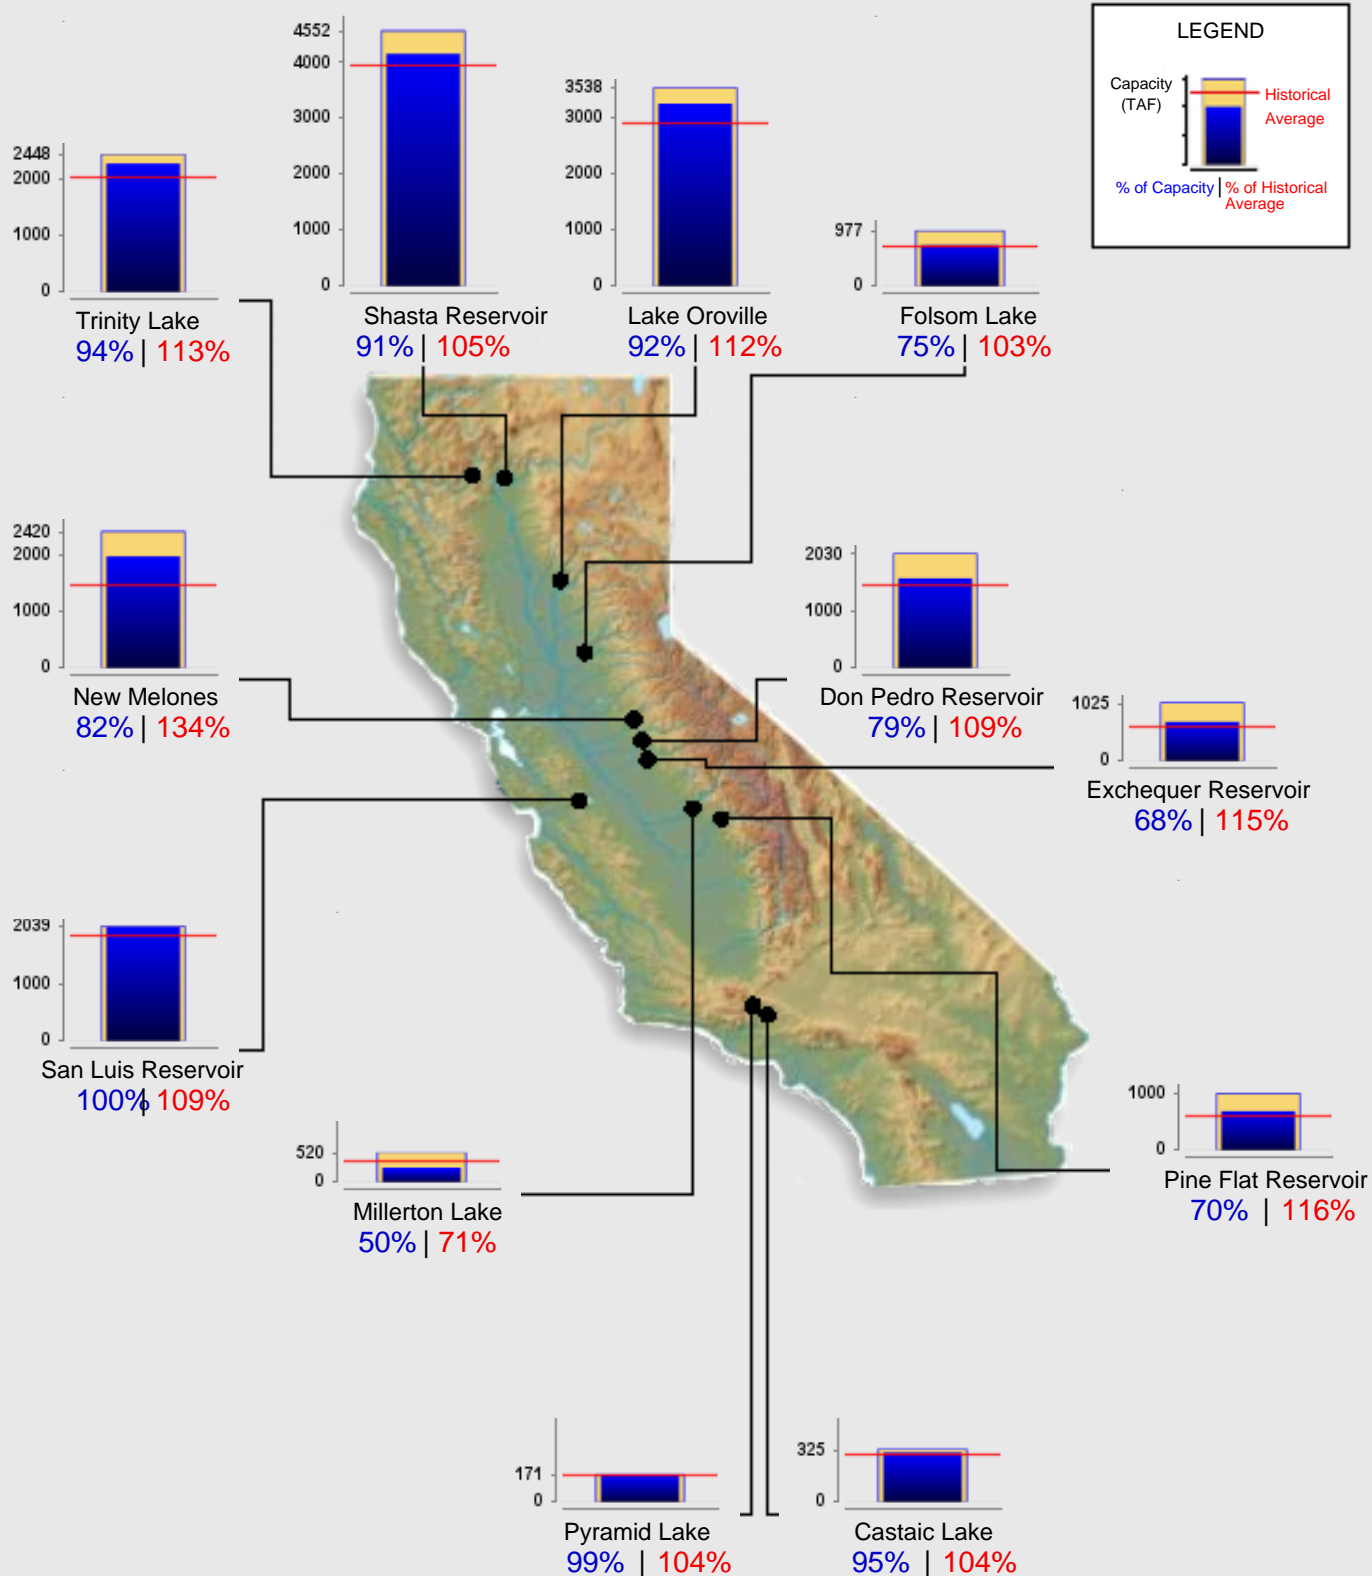 LEGEND
Capacity
(TAF)
Historical
Average
% of Capacity | % of Historical
Average
2448
2000
1000
0
Trinity Lake
94% | 113%
4552
4000
3000
2000
1000
0
Shasta Reservoir
91% | 105%
3538
3000
2000
1000
0
Lake Oroville
92% | 112%
977
0
Folsom Lake
75% | 103%
2420
2000
1000
0
New Melones
82% | 134%
2030
1000
0
Don Pedro Reservoir
79% | 109%
1025
0
Exchequer Reservoir
68% | 115%
2039
1000
0
San Luis Reservoir
100% | 109%
520
0
Millerton Lake
50% | 71%
1000
0
Pine Flat Reservoir
70% | 116%
171
0
Pyramid Lake
99% | 104%
325
0
Castaic Lake
95% | 104%